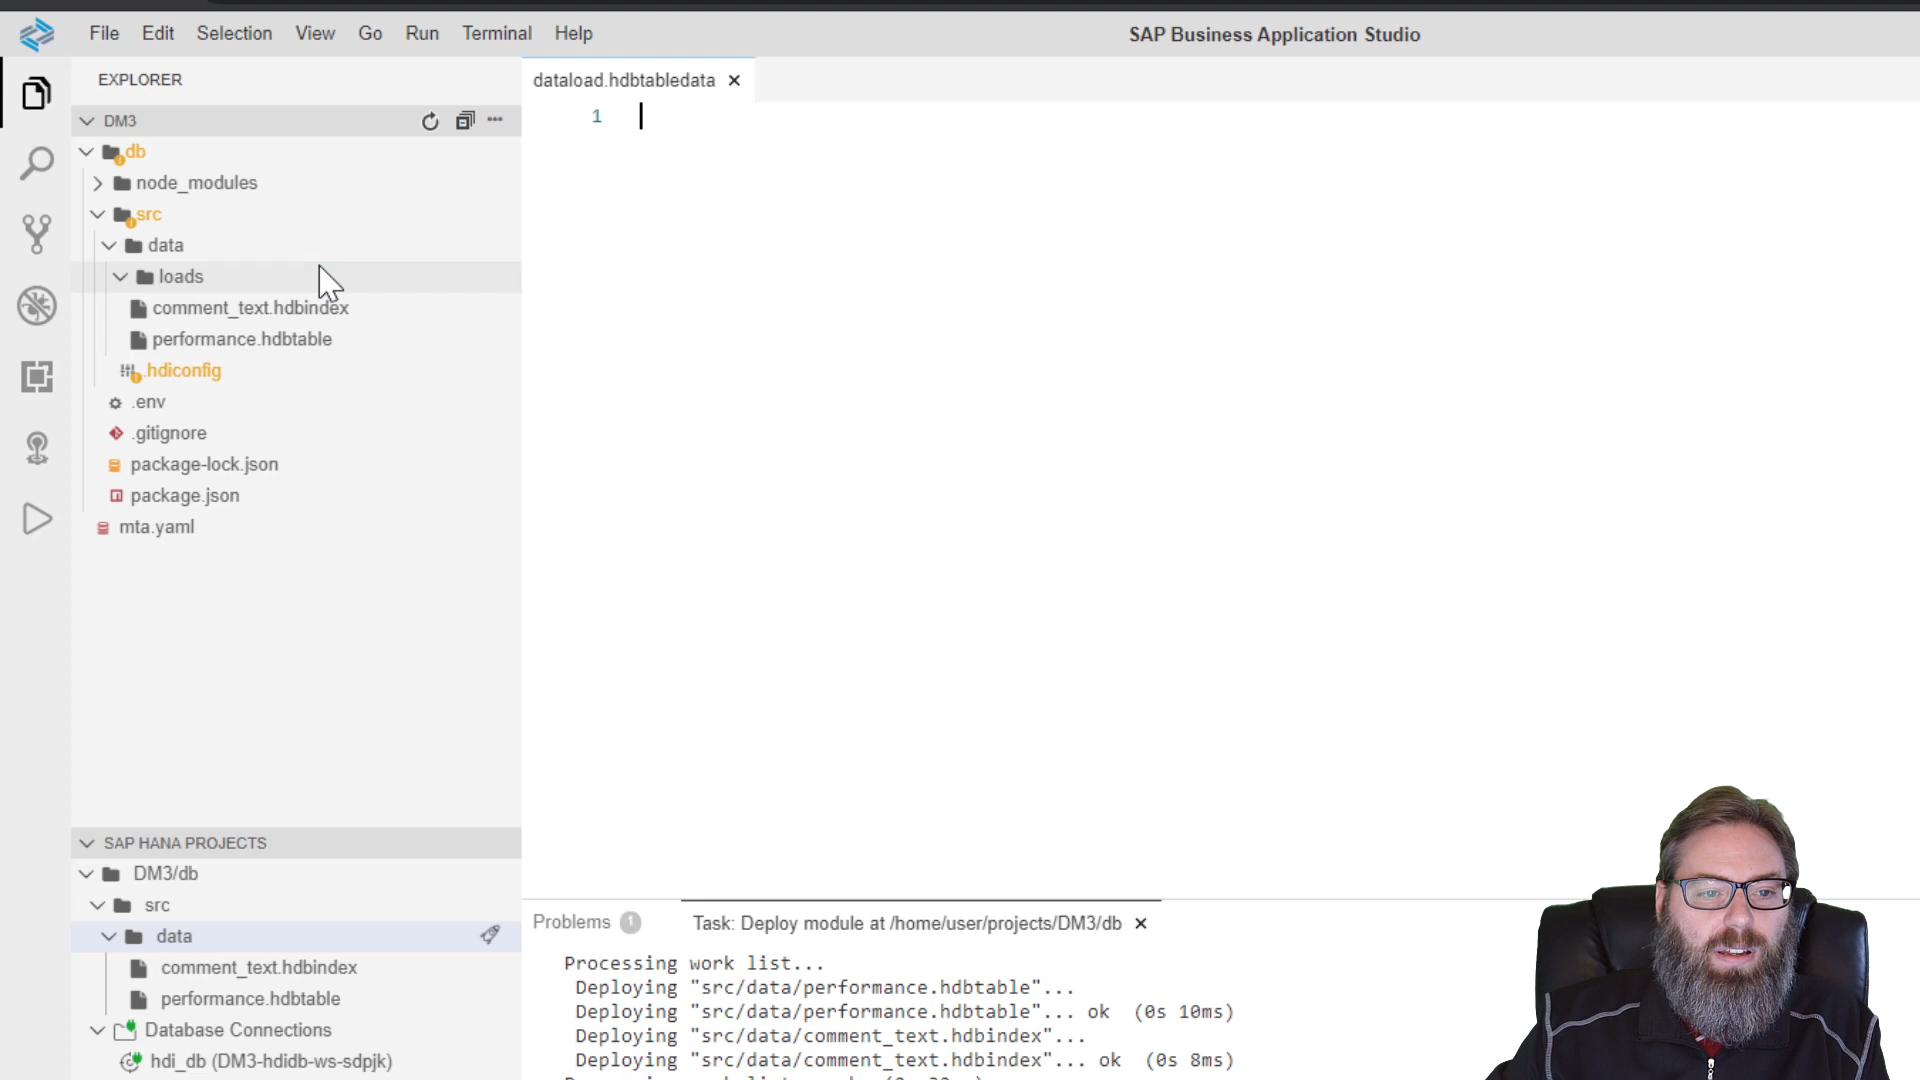 File Edit Selection View Go Run Terminal Help
SAP Business Application Studio
EXPLORER
DM3
db
node_modules
src
data
loads
comment_text.hdbindex
performance.hdbtable
.hdiconfig
.env
.gitignore
package-lock.json
package.json
mta.yaml
SAP HANA PROJECTS
DM3/db
src
data
comment_text.hdbindex
performance.hdbtable
Database Connections
hdi_db (DM3-hdidb-ws-sdpjk)
dataload.hdbtabledata
1
Problems 1
Task: Deploy module at /home/user/projects/DM3/db
Processing work list...
Deploying "src/data/performance.hdbtable"...
Deploying "src/data/performance.hdbtable"... ok (0s 10ms)
Deploying "src/data/comment_text.hdbindex"...
Deploying "src/data/comment_text.hdbindex"... ok (0s 8ms)